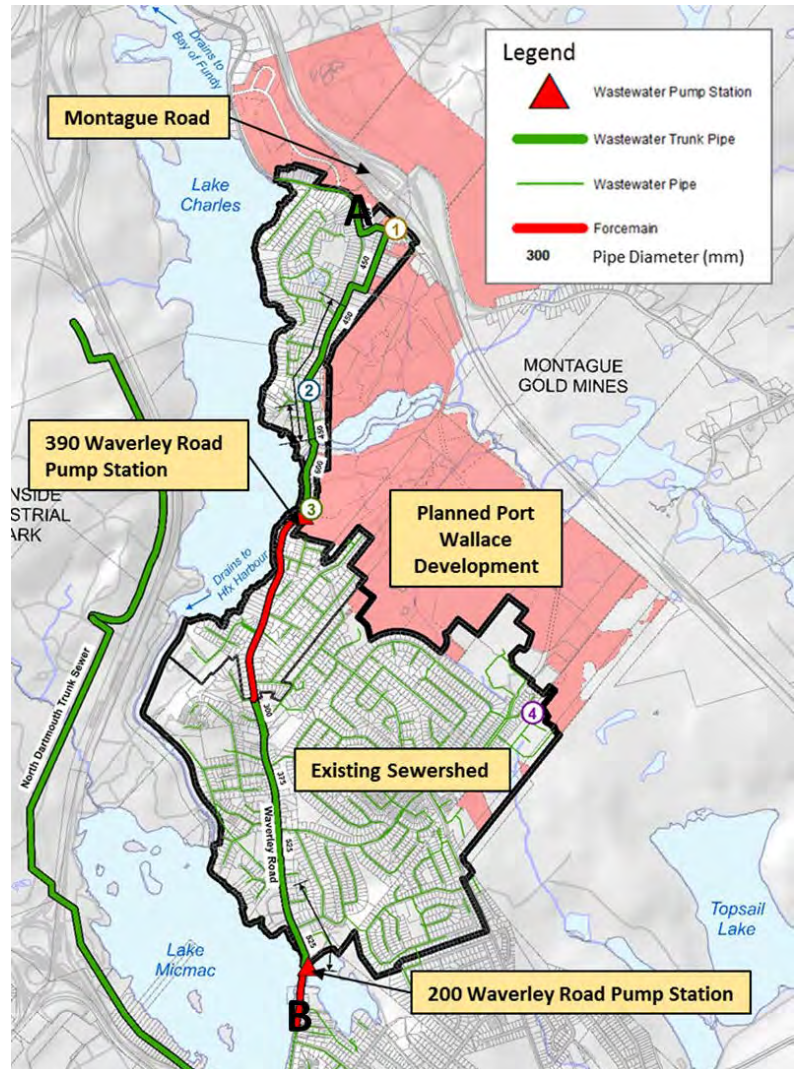 Drains to
Bay of Fundy
Legend
Wastewater Pump Station
Wastewater Trunk Pipe
Wastewater Pipe
Forcemain
300 Pipe Diameter (mm)
Montague Road
Lake
Charles
A
1
450
450
MONTAGUE
GOLD MINES
2
450
390 Waverley Road
Pump Station
600
NSIDE
STRIAL
ARK
3
Planned Port
Wallace
Development
Drains to
Hfx Harbour
4
300
North Dartmouth Trunk Sewer
Existing Sewershed
375
Waverley Road
525
525
Topsail
Lake
Lake
Micmac
200 Waverley Road Pump Station
B